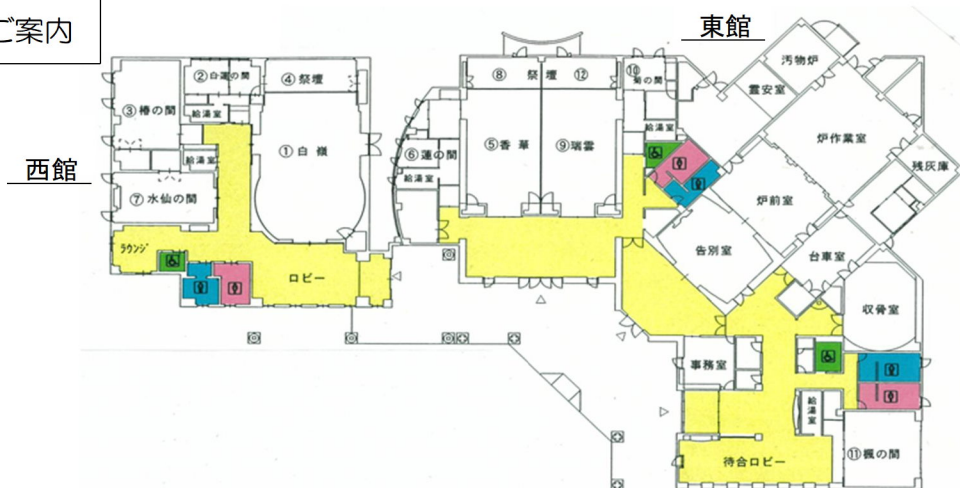 ご案内
東館
西館
②白蓮の間
④祭壇
③椿の間
給湯室
①白嶺
給湯室
⑦水仙の間
ラウンジ
ロビー
⑧ 祭壇 ⑫
⑩
菊の間
⑤香華
⑨瑞雲
⑥蓮の間
給湯室
給湯室
汚物炉
霊安室
炉作業室
残灰庫
炉前室
告別室
台車室
収骨室
事務室
給湯室
待合ロビー
⑪楓の間